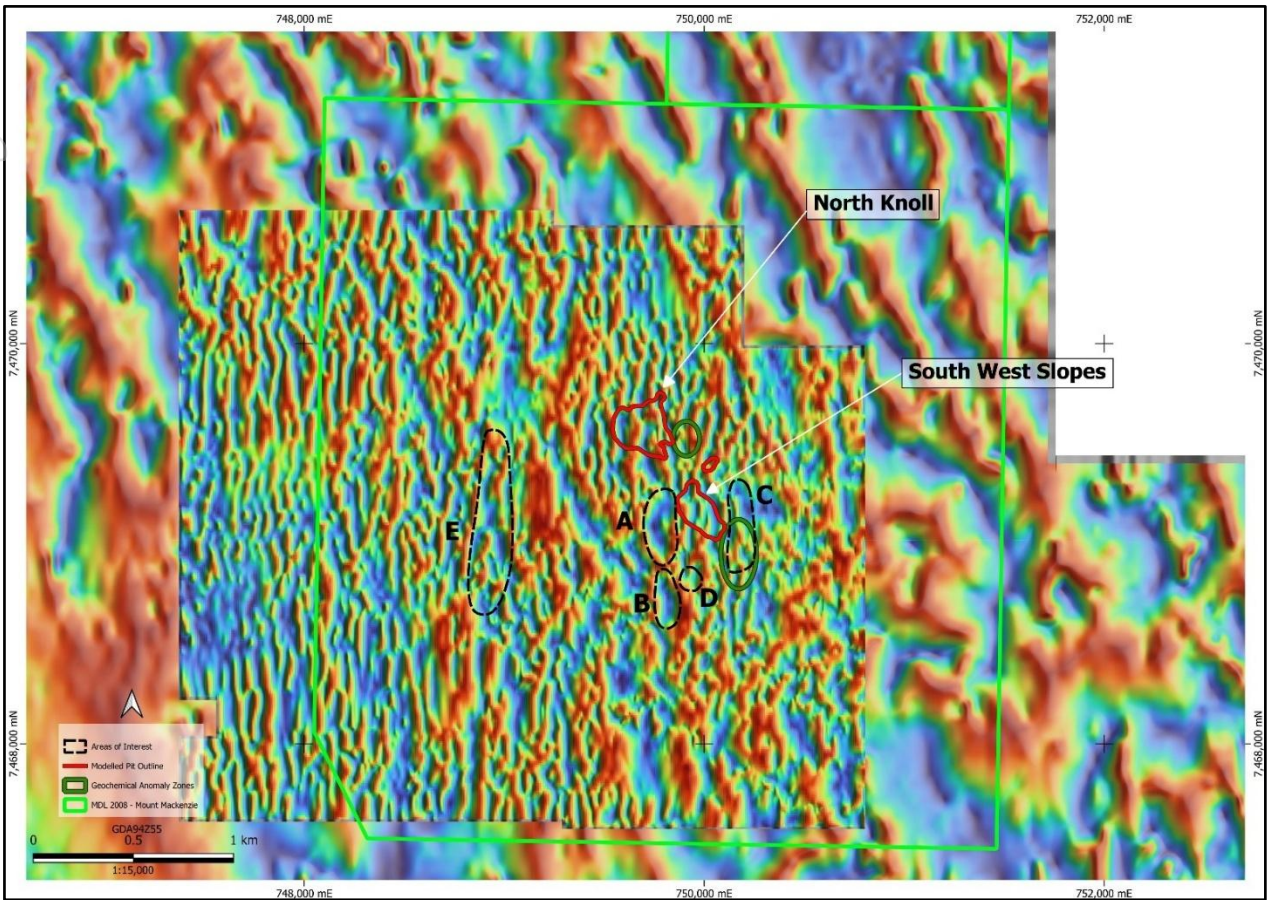 748,000 mE
750,000 mE
752,000 mE
North Knoll
7,470,000 mN
7,470,000 mN
South West Slopes
C
A
E
B
D
7,468,000 mN
7,468,000 mN
Areas of Interest
Modelled Pit Outline
Geochemical Anomaly Zones
MDL 2008 - Mount Mackenzie
GDA94Z55
0 0.5 1 km
1:15,000
748,000 mE
750,000 mE
752,000 mE